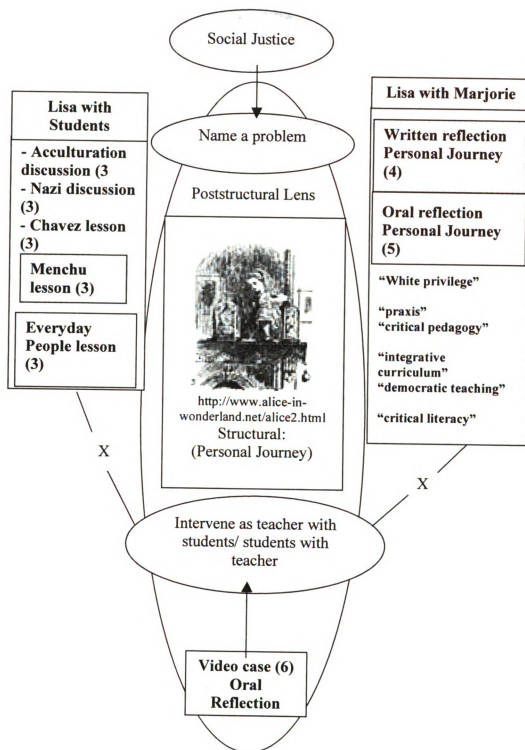 Social Justice
Name a problem
Poststructural Lens
Lisa with
Students
- Acculturation
discussion (3
- Nazi discussion
(3)
- Chavez lesson
(3)
Menchu
lesson (3)
Everyday
People lesson
(3)
X
http://www.alice-in-
wonderland.net/alice2.html
Structural:
(Personal Journey)
Lisa with Marjorie
Written reflection
Personal Journey
(4)
Oral reflection
Personal Journey
(5)
“White privilege”
“praxis”
“critical pedagogy”
“integrative
curriculum”
“democratic teaching”
“critical literacy”
X
Intervene as teacher with
students/ students with
teacher
Video case (6)
Oral
Reflection